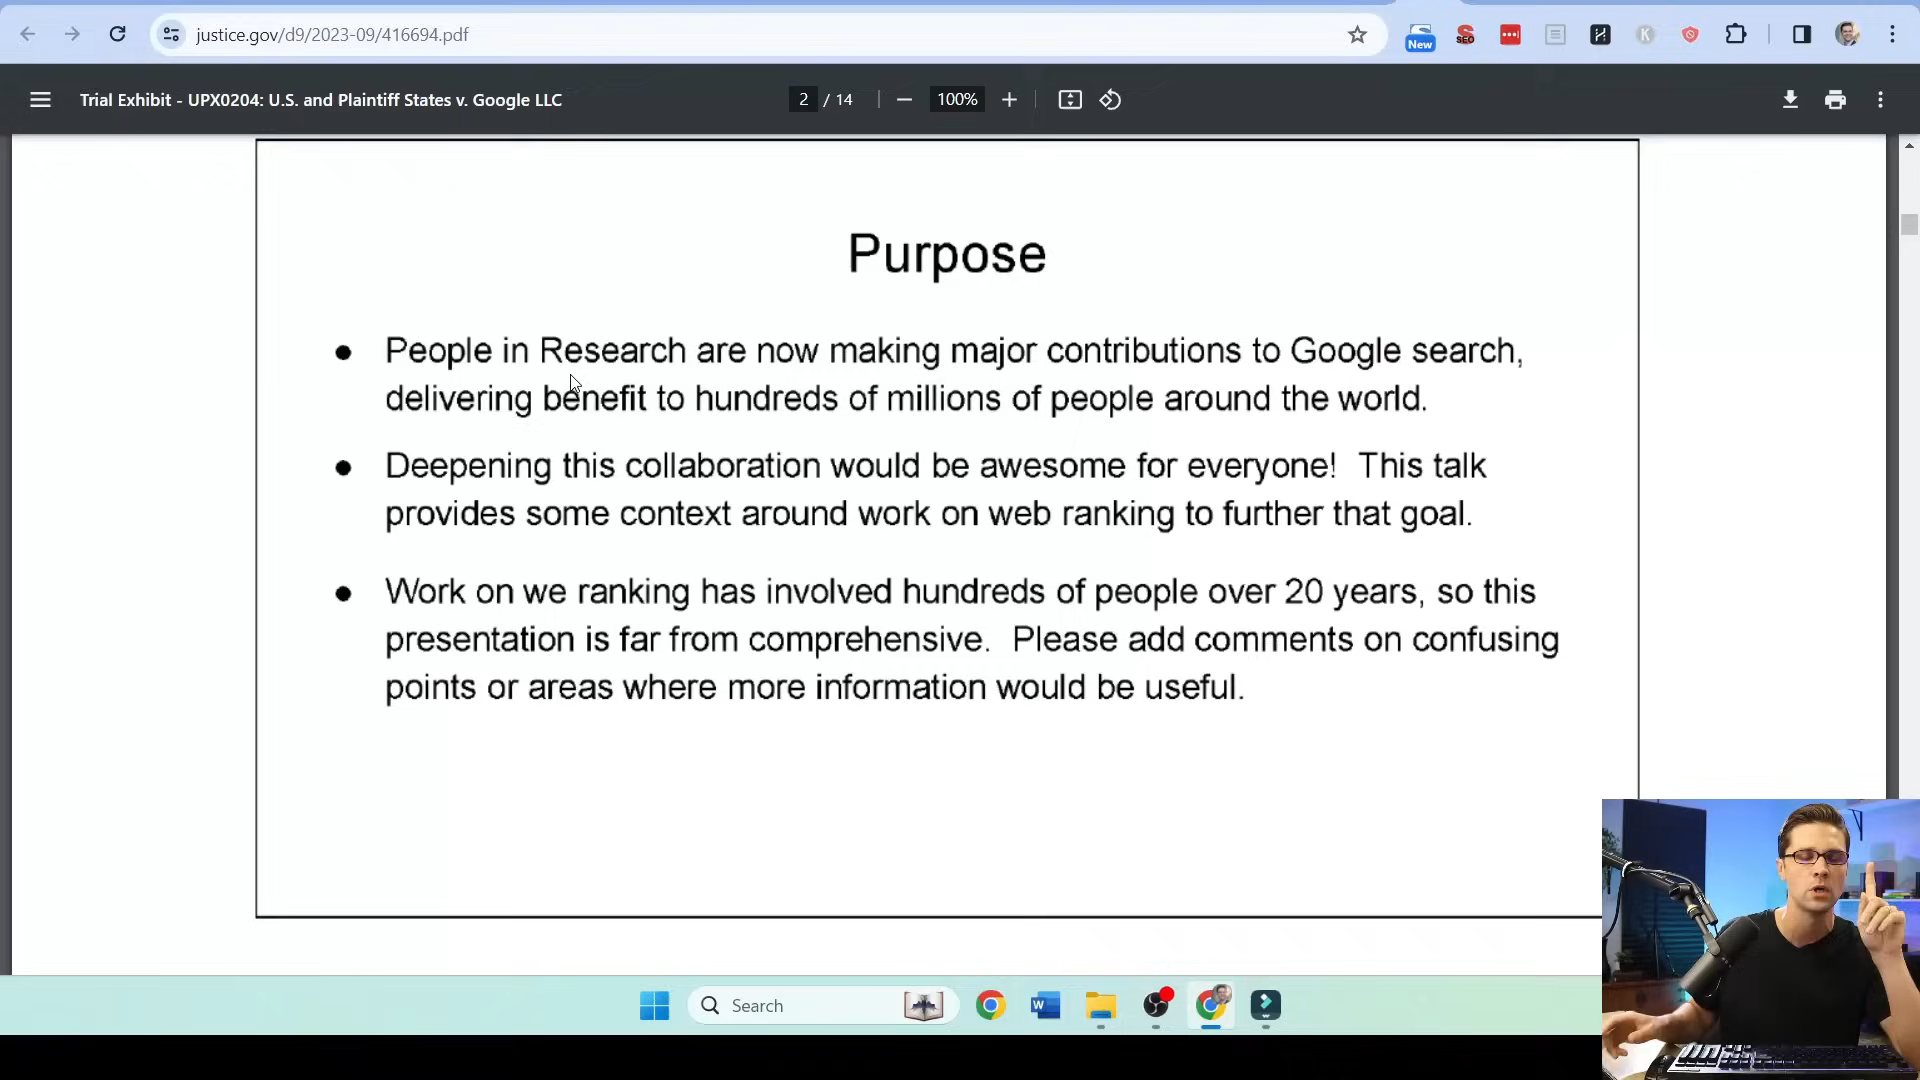 justice.gov/d9/2023-09/416694.pdf
New
SEO
K
Trial Exhibit - UPX0204: U.S. and Plaintiff States v. Google LLC
2 / 14
100%
Purpose
● People in Research are now making major contributions to Google search,
delivering benefit to hundreds of millions of people around the world.
● Deepening this collaboration would be awesome for everyone! This talk
provides some context around work on web ranking to further that goal.
● Work on we ranking has involved hundreds of people over 20 years, so this
presentation is far from comprehensive. Please add comments on confusing
points or areas where more information would be useful.
Search
W